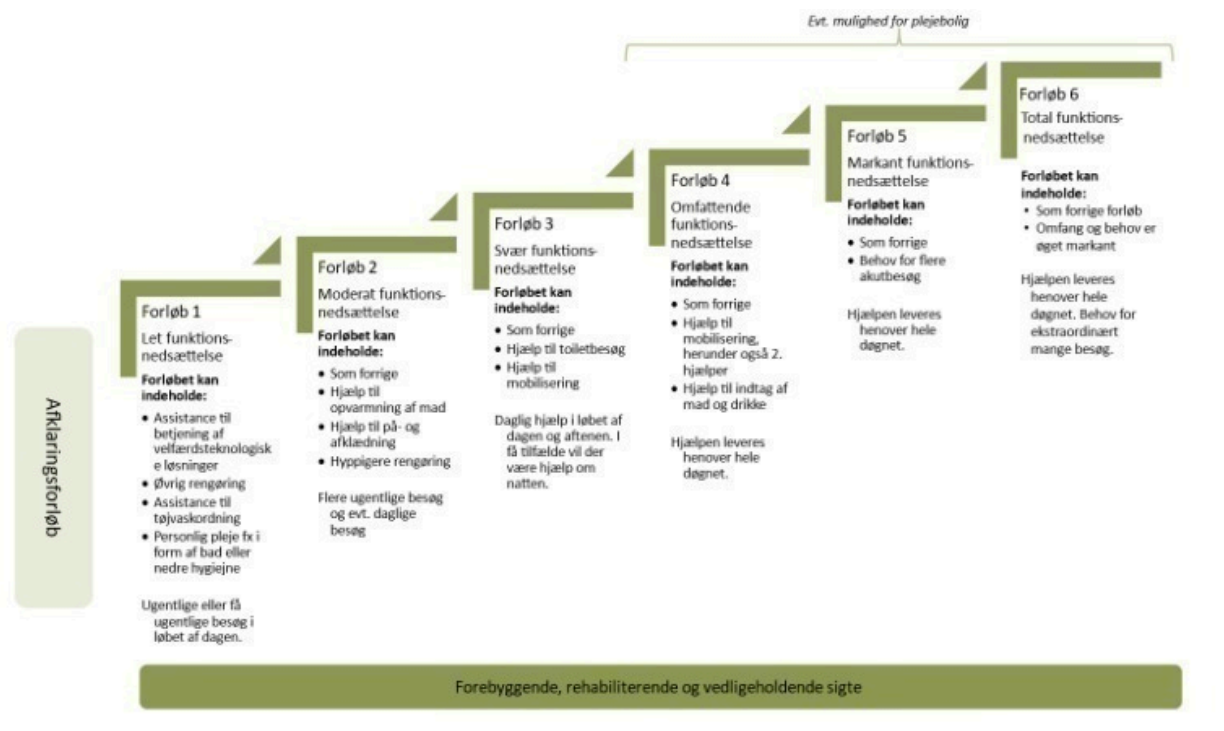 Evt. mulighed for plejebolig
Afklaringsforløb
Forløb 1
Let funktions-
nedsættelse
Forløbet kan
indeholde:
• Assistance til
betjening af
velfærdsteknologisk
e løsninger
• Øvrig rengøring
• Assistance til
tøjvaskordning
• Personlig pleje fx i
form af bad eller
nedre hygiejne
Ugentlige eller få
ugentlige besøg i
løbet af dagen.
Forløb 2
Moderat funktions-
nedsættelse
Forløbet kan
indeholde:
• Som forrige
• Hjælp til
opvarmning af mad
• Hjælp til på- og
afklædning
• Hyppigere rengøring
Flere ugentlige besøg
og evt. daglige
besøg
Forløb 3
Svær funktions-
nedsættelse
Forløbet kan
indeholde:
• Som forrige
• Hjælp til toiletbesøg
• Hjælp til
mobilisering
Daglig hjælp i løbet af
dagen og aftenen. I
få tilfælde vil der
være hjælp om
natten.
Forløb 4
Omfattende
funktions-
nedsættelse
Forløbet kan
indeholde:
• Som forrige
• Hjælp til
mobilisering,
herunder også 2.
hjælper
• Hjælp til indtag af
mad og drikke
Hjælpen leveres
henover hele
døgnet.
Forløb 5
Markant funktions-
nedsættelse
Forløbet kan
indeholde:
• Som forrige
• Behov for flere
akutbesøg
Hjælpen leveres
henover hele
døgnet.
Forløb 6
Total funktions-
nedsættelse
Forløbet kan
indeholde:
• Som forrige forløb
• Omfang og behov er
øget markant
Hjælpen leveres
henover hele
døgnet. Behov for
ekstraordinært
mange besøg.
Forebyggende, rehabiliterende og vedligeholdende sigte